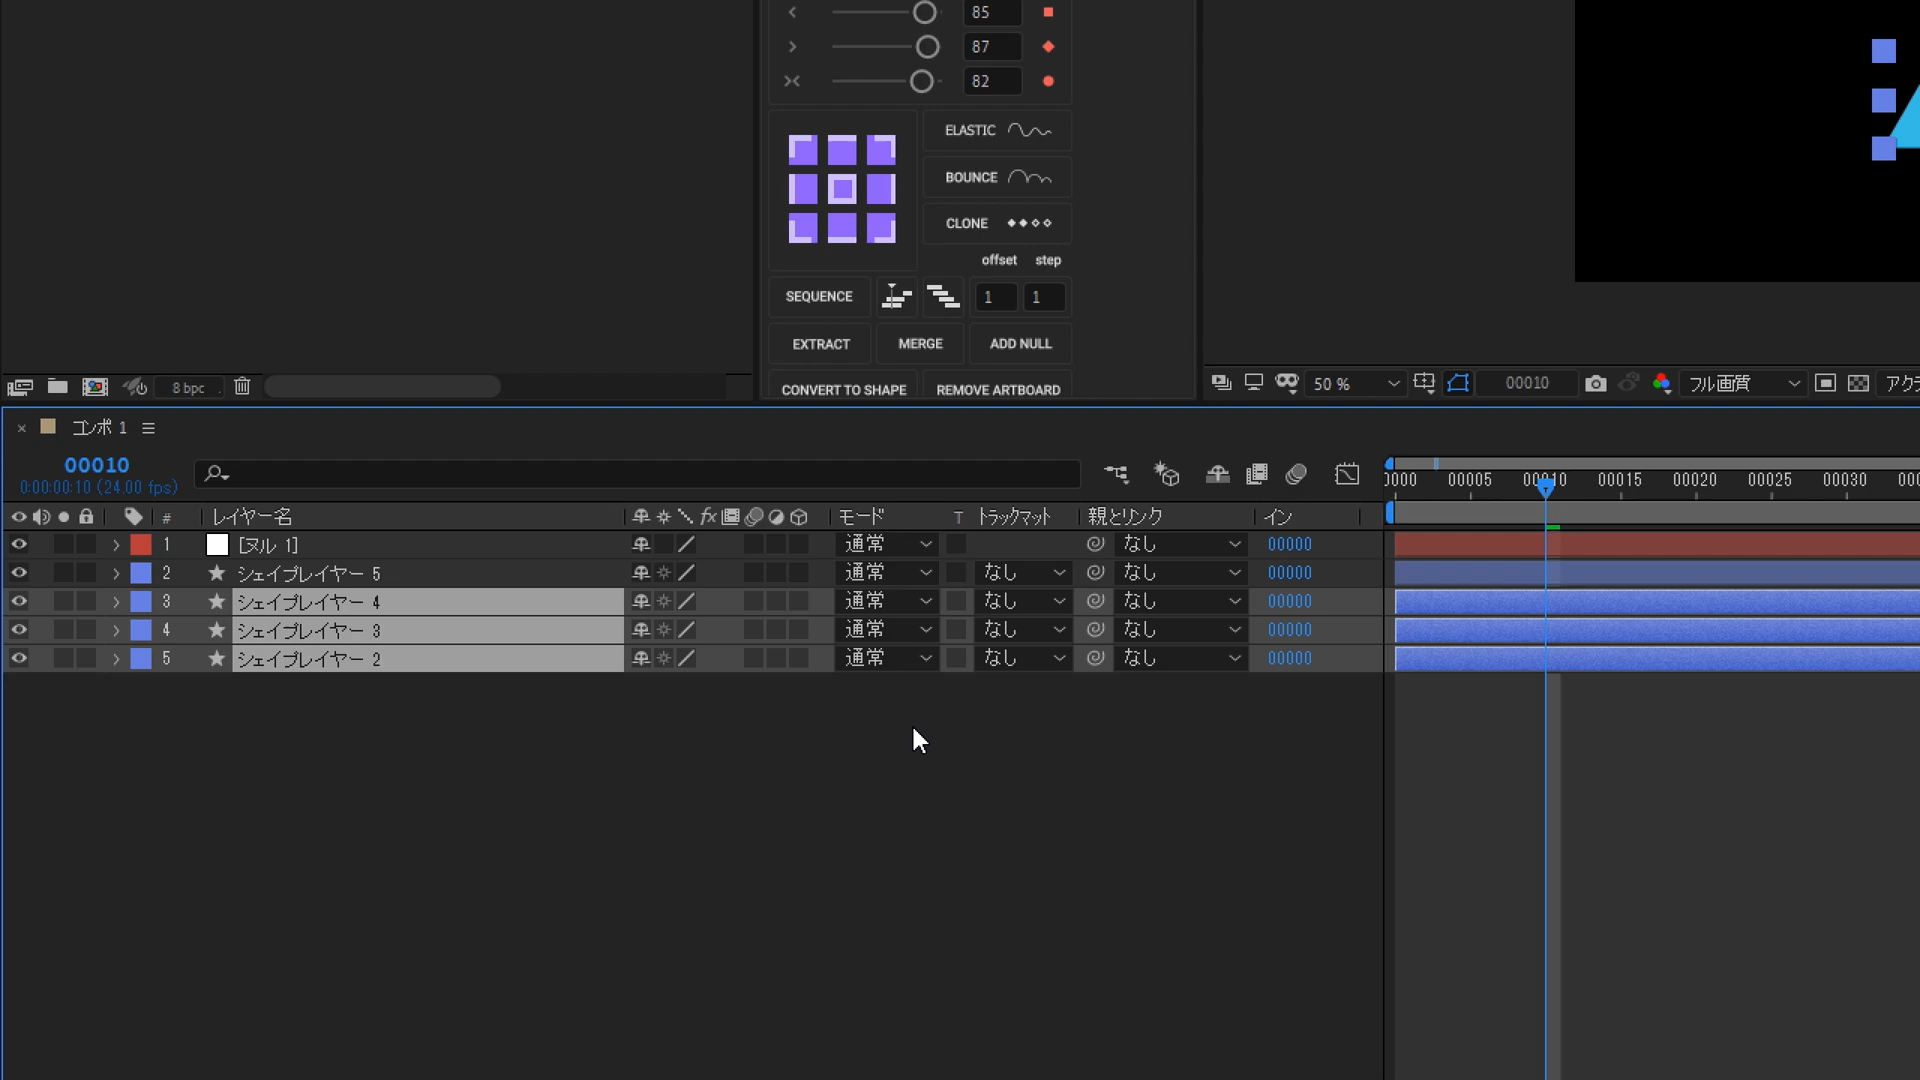 85
87
82
ELASTIC
BOUNCE
CLONE
offset step
SEQUENCE 1 1
EXTRACT MERGE ADD NULL
CONVERT TO SHAPE REMOVE ARTBOARD
8 bpc
50 % 00010 フル画質
コンポ 1
00010
0:00:00:10 (24.00 fps)
00005 00010 00015 00020 00025 00030
# レイヤー名 fx モード T トラックマット 親とリンク イン
1 [ヌル 1] 通常 なし 00000
2 シェイプレイヤー 5 通常 なし なし 00000
3 シェイプレイヤー 4 通常 なし なし 00000
4 シェイプレイヤー 3 通常 なし なし 00000
5 シェイプレイヤー 2 通常 なし なし 00000